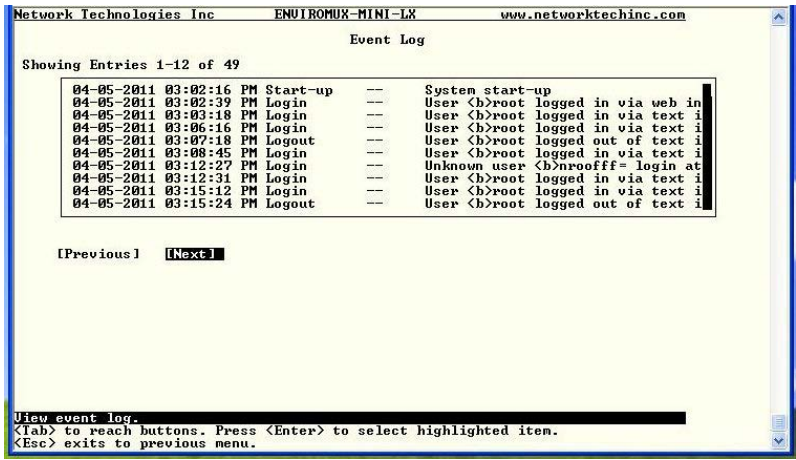 Network Technologies Inc ENVIROMUX-MINI-LX www.networktechinc.com
Event Log
Showing Entries 1-12 of 49
04-05-2011 03:02:16 PM Start-up -- System start-up
04-05-2011 03:02:39 PM Login -- User <b>root logged in via web in
04-05-2011 03:03:18 PM Login -- User <b>root logged in via text i
04-05-2011 03:06:16 PM Login -- User <b>root logged in via text i
04-05-2011 03:07:18 PM Logout -- User <b>root logged out of text i
04-05-2011 03:08:45 PM Login -- User <b>root logged in via text i
04-05-2011 03:12:27 PM Login -- Unknown user <b>nroofff= login at
04-05-2011 03:12:31 PM Login -- User <b>root logged in via text i
04-05-2011 03:15:12 PM Login -- User <b>root logged in via text i
04-05-2011 03:15:24 PM Logout -- User <b>root logged out of text i
[Previous] [Next]
View event log.
<Tab> to reach buttons. Press <Enter> to select highlighted item.
<Esc> exits to previous menu.